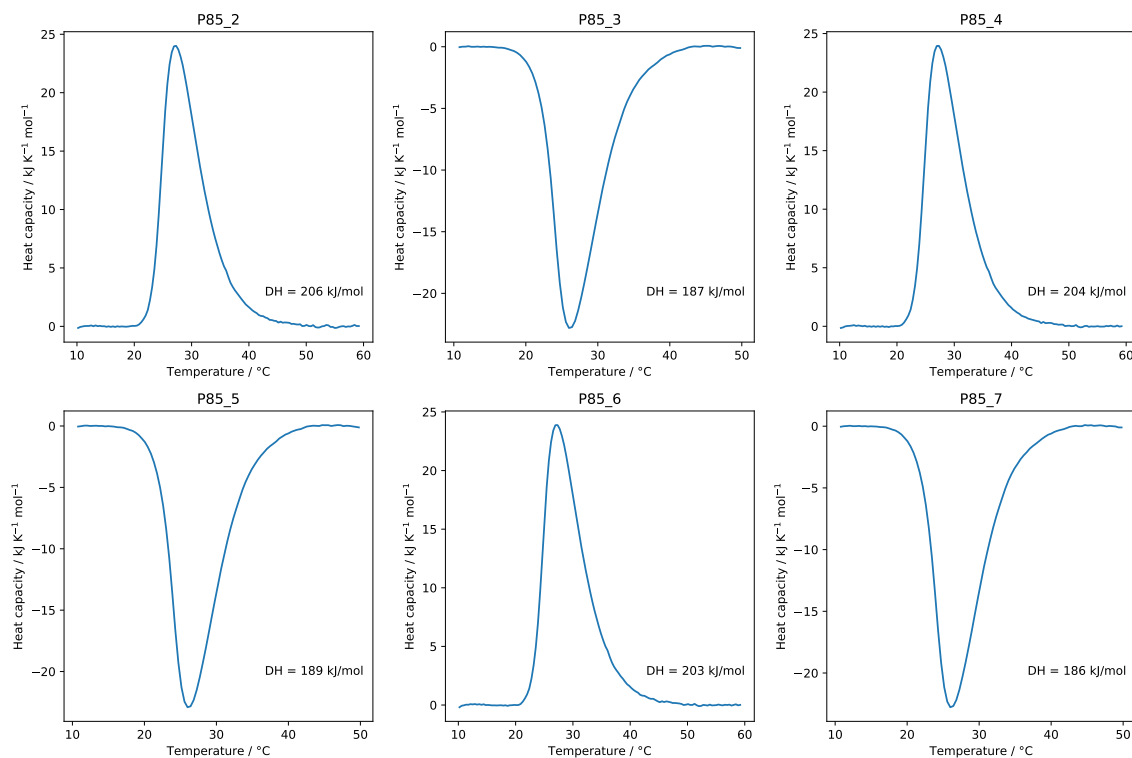 P85_2
25
20
15
10
5
0
Heat capacity / kJ K⁻¹ mol⁻¹
DH = 206 kJ/mol
10 20 30 40 50 60
Temperature / °C
P85_3
0
−5
−10
−15
−20
Heat capacity / kJ K⁻¹ mol⁻¹
DH = 187 kJ/mol
10 20 30 40 50
Temperature / °C
P85_4
25
20
15
10
5
0
Heat capacity / kJ K⁻¹ mol⁻¹
DH = 204 kJ/mol
10 20 30 40 50 60
Temperature / °C
P85_5
0
−5
−10
−15
−20
Heat capacity / kJ K⁻¹ mol⁻¹
DH = 189 kJ/mol
10 20 30 40 50
Temperature / °C
P85_6
25
20
15
10
5
0
Heat capacity / kJ K⁻¹ mol⁻¹
DH = 203 kJ/mol
10 20 30 40 50 60
Temperature / °C
P85_7
0
−5
−10
−15
−20
Heat capacity / kJ K⁻¹ mol⁻¹
DH = 186 kJ/mol
10 20 30 40 50
Temperature / °C